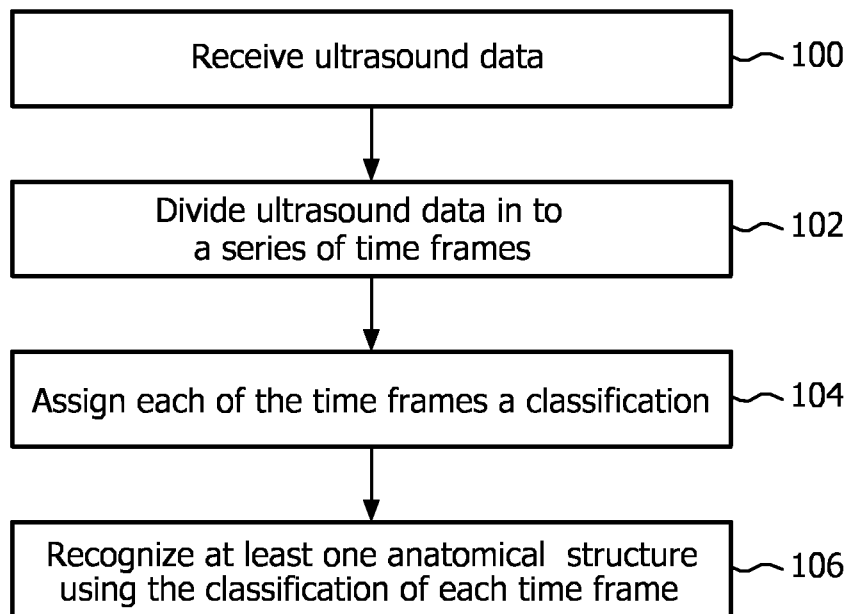 Receive ultrasound data
100
Divide ultrasound data in to
a series of time frames
102
Assign each of the time frames a classification
104
Recognize at least one anatomical structure
using the classification of each time frame
106